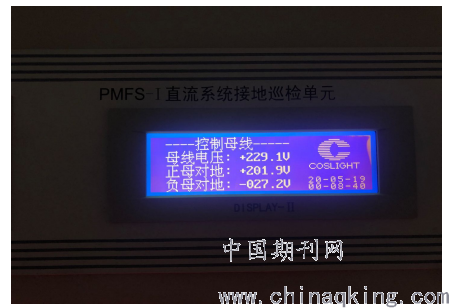 PMFS-I直流系统接地巡检单元
----控制母线-----
母线电压: +229.1V
正母对地: +201.9V
负母对地: -027.2V
COSLIGHT
20-05-19
00-08-40
DISPLAY-II
中国期刊网
www.chinaqking.com